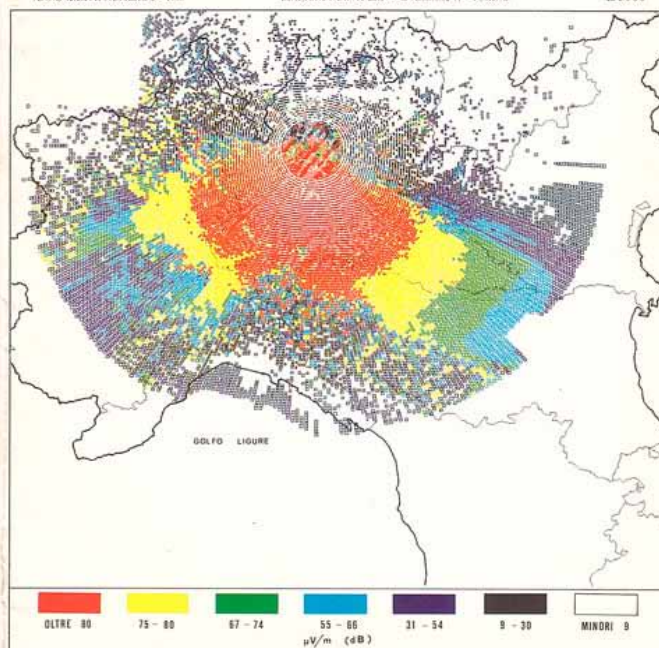 GOLFO LIGURE
OLTRE 80 75 - 80 67 - 74 55 - 66 31 - 54 9 - 30 MINORI 9
µV/m (dB)